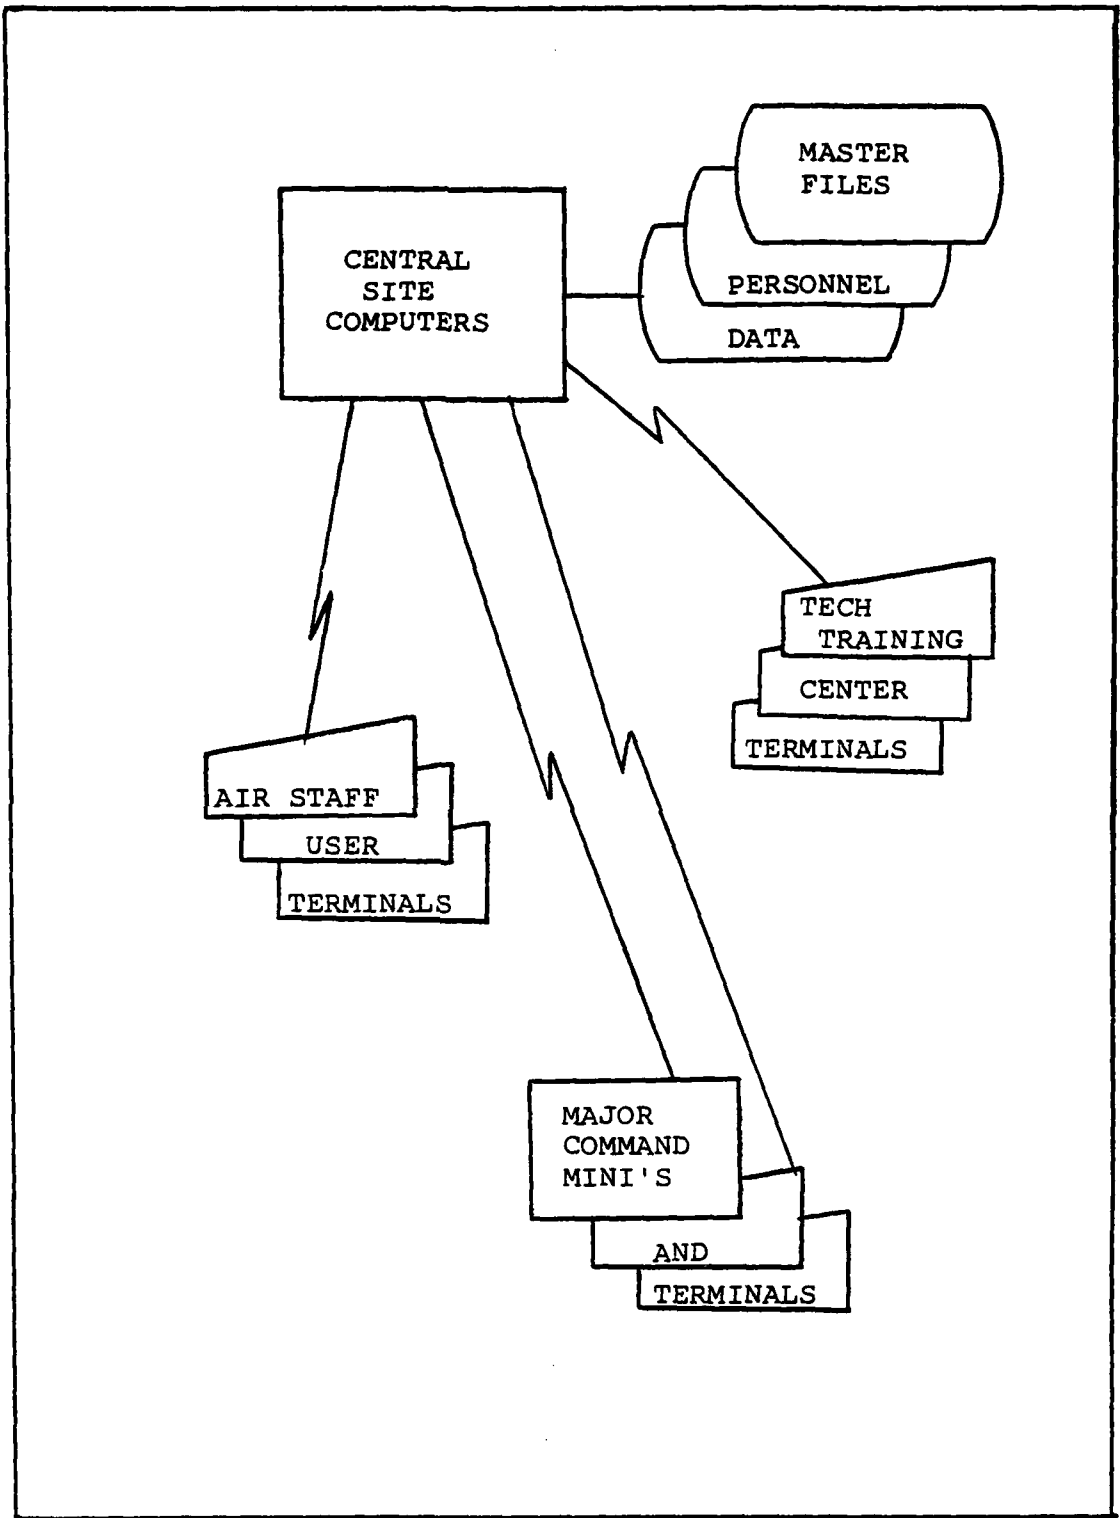 MASTER
FILES
PERSONNEL
DATA
CENTRAL
SITE
COMPUTERS
TECH
TRAINING
CENTER
TERMINALS
AIR STAFF
USER
TERMINALS
MAJOR
COMMAND
MINI'S
AND
TERMINALS